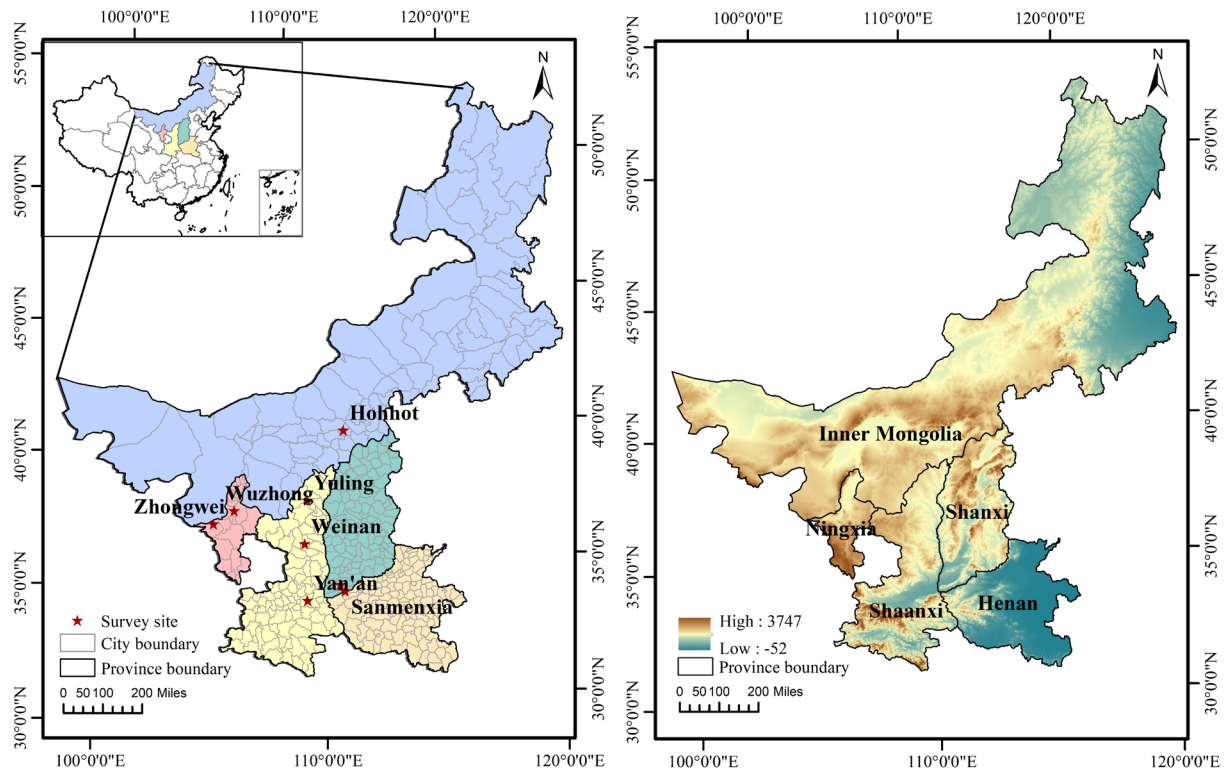 100°0'0"E
110°0'0"E
120°0'0"E
55°0'0"N
50°0'0"N
45°0'0"N
40°0'0"N
35°0'0"N
30°0'0"N
N
50°0'0"N
45°0'0"N
40°0'0"N
35°0'0"N
30°0'0"N
Hohhot
Yuling
Wuzhong
Zhongwei
Weinan
Yan'an
Sanmenxia
Survey site
City boundary
Province boundary
0 50 100 200 Miles
100°0'0"E
110°0'0"E
120°0'0"E
100°0'0"E
110°0'0"E
120°0'0"E
55°0'0"N
50°0'0"N
45°0'0"N
40°0'0"N
35°0'0"N
30°0'0"N
N
50°0'0"N
45°0'0"N
40°0'0"N
35°0'0"N
30°0'0"N
Inner Mongolia
Ningxia
Shanxi
Shaanxi
Henan
High : 3747
Low : -52
Province boundary
0 50 100 200 Miles
100°0'0"E
110°0'0"E
120°0'0"E